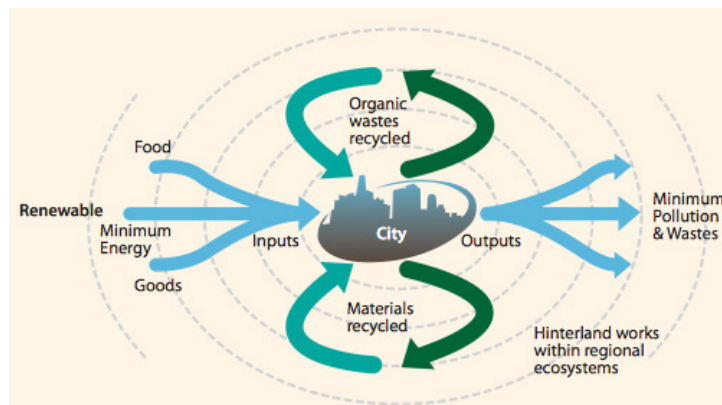 Organic
wastes
recycled
Food
Renewable
Minimum
Energy
Inputs
City
Outputs
Minimum
Pollution
& Wastes
Goods
Materials
recycled
Hinterland works
within regional
ecosystems